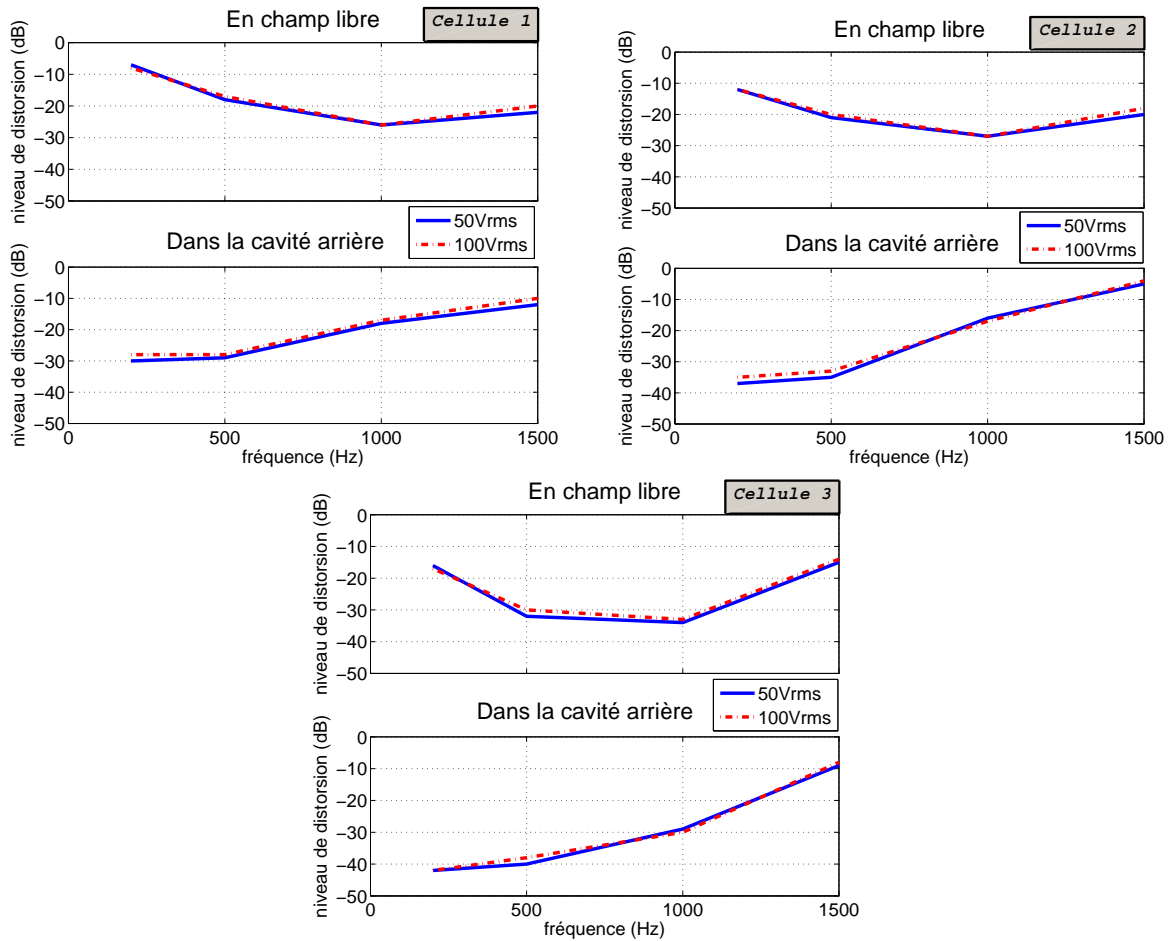 En champ libre
Cellule 1
niveau de distorsion (dB)
0
−10
−20
−30
−40
−50
50Vrms
100Vrms
Dans la cavité arrière
niveau de distorsion (dB)
0
−10
−20
−30
−40
−50
0
500
1000
1500
fréquence (Hz)
En champ libre
Cellule 2
niveau de distorsion (dB)
0
−10
−20
−30
−40
−50
50Vrms
100Vrms
Dans la cavité arrière
niveau de distorsion (dB)
0
−10
−20
−30
−40
−50
0
500
1000
1500
fréquence (Hz)
En champ libre
Cellule 3
niveau de distorsion (dB)
0
−10
−20
−30
−40
−50
50Vrms
100Vrms
Dans la cavité arrière
niveau de distorsion (dB)
0
−10
−20
−30
−40
−50
0
500
1000
1500
fréquence (Hz)